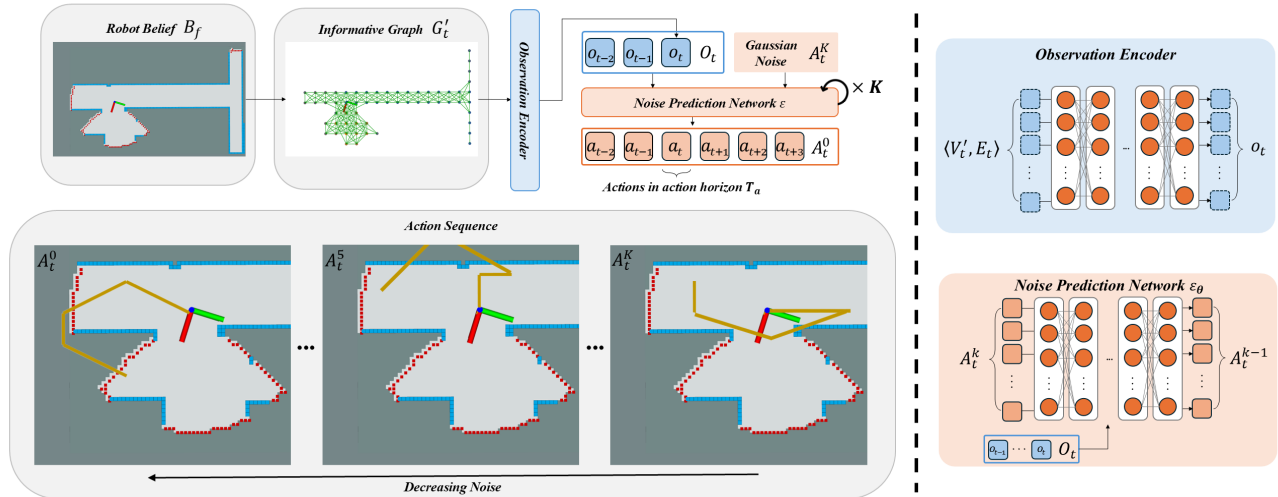 Robot Belief B_f
Informative Graph G'_t
Observation Encoder
o_{t-2} o_{t-1} o_t O_t
Gaussian Noise A_t^K
Noise Prediction Network ε
× K
a_{t-2} a_{t-1} a_t a_{t+1} a_{t+2} a_{t+3} A_t^0
Actions in action horizon T_a
Action Sequence
A_t^0
A_t^5
A_t^K
...
...
Decreasing Noise
Observation Encoder
⟨V'_t, E_t⟩
...
o_t
Noise Prediction Network ε_θ
A_t^k
...
A_t^{k-1}
o_{t-1} ... o_t O_t